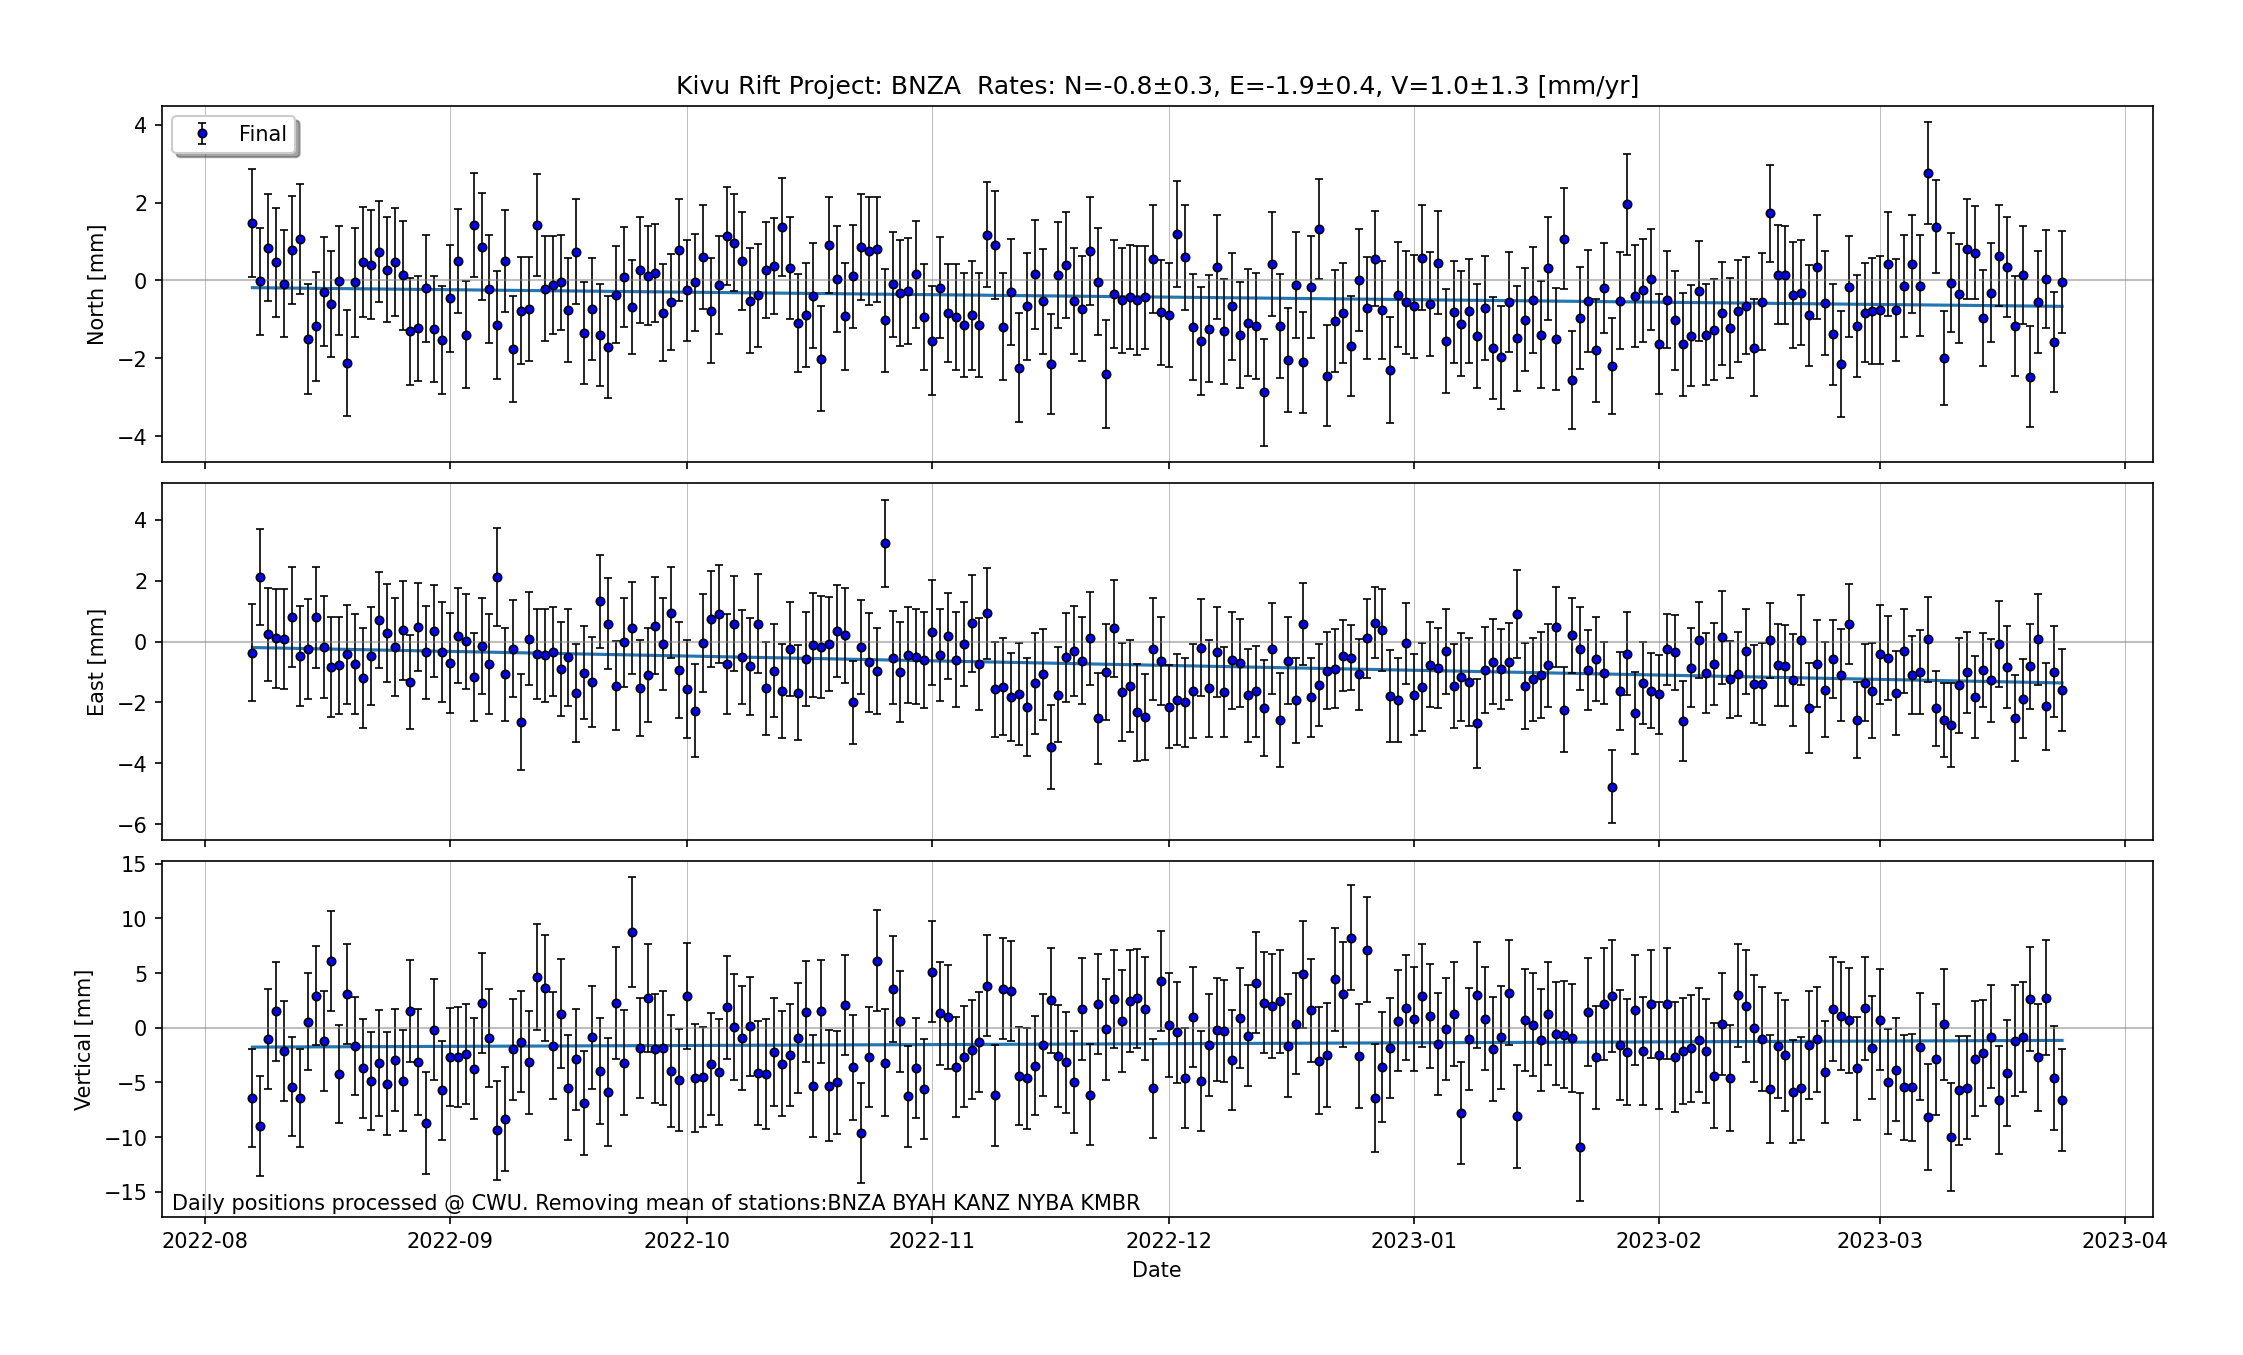 Kivu Rift Project: BNZA  Rates: N=-0.8±0.3, E=-1.9±0.4, V=1.0±1.3 [mm/yr]
Final
North [mm]
4
2
0
−2
−4
East [mm]
4
2
0
−2
−4
−6
Vertical [mm]
15
10
5
0
−5
−10
−15
Daily positions processed @ CWU. Removing mean of stations:BNZA BYAH KANZ NYBA KMBR
2022-08 2022-09 2022-10 2022-11 2022-12 2023-01 2023-02 2023-03 2023-04
Date